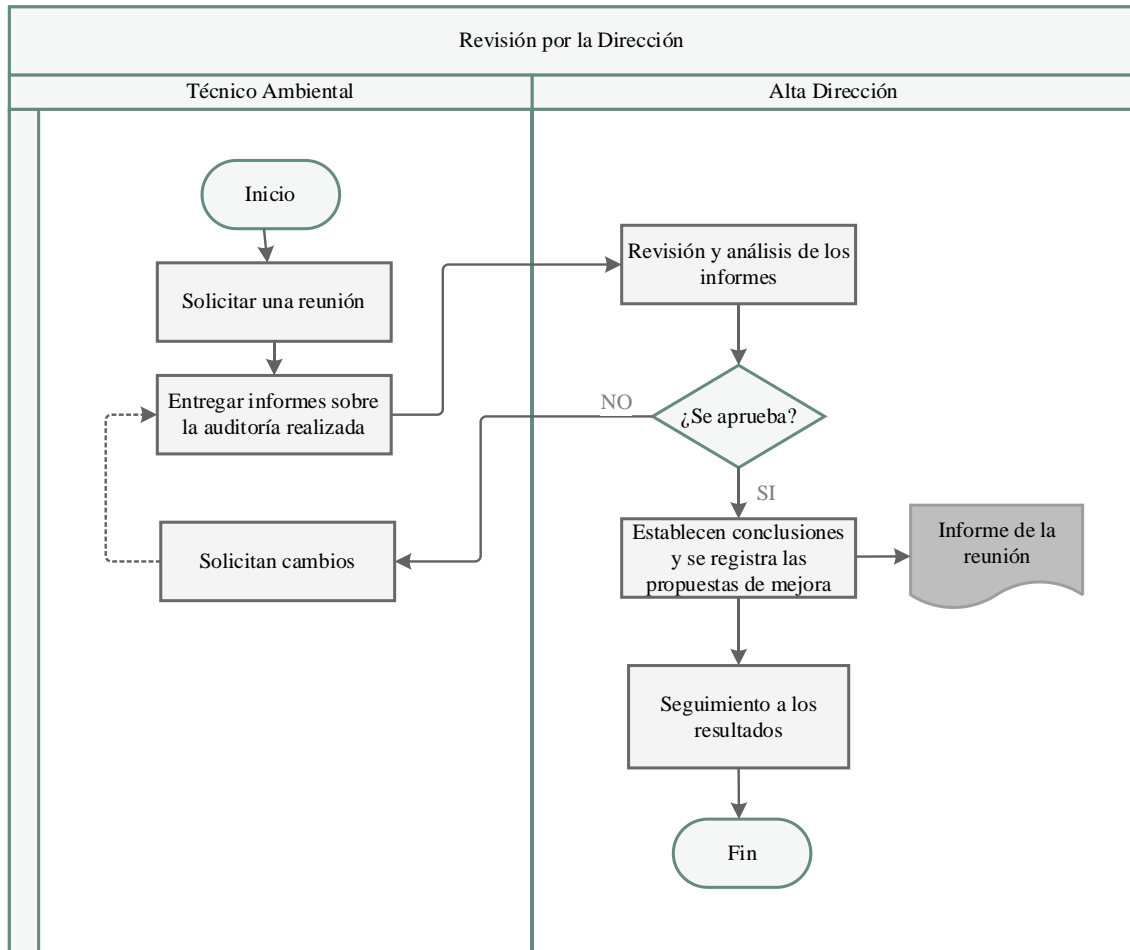 Revisión por la Dirección
Técnico Ambiental
Alta Dirección
Inicio
Solicitar una reunión
Entregar informes sobre
la auditoría realizada
Solicitan cambios
Revisión y análisis de los
informes
NO
¿Se aprueba?
SI
Establecen conclusiones
y se registra las
propuestas de mejora
Informe de la
reunión
Seguimiento a los
resultados
Fin